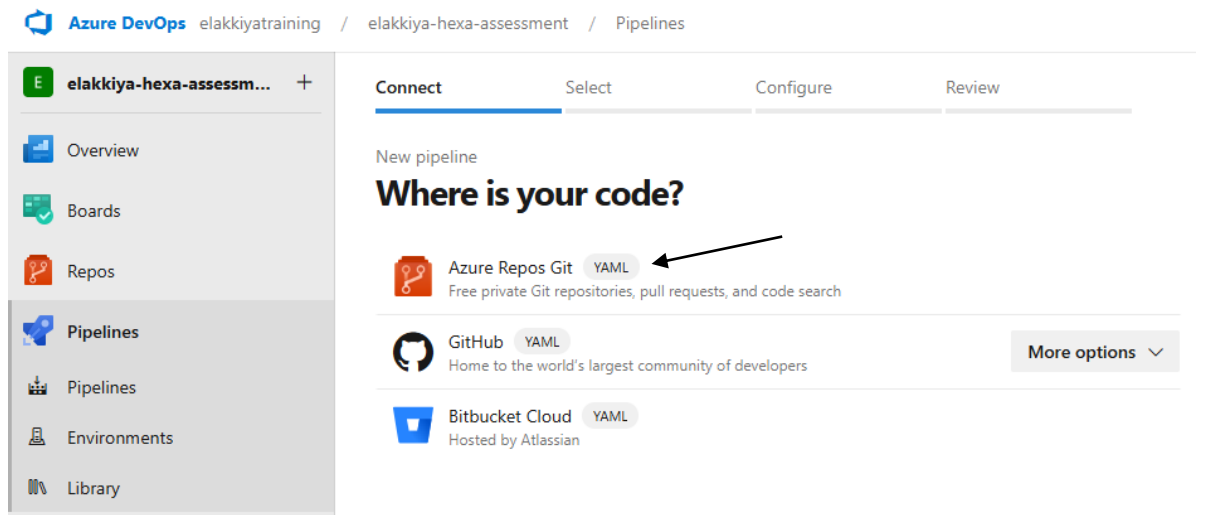 Azure DevOps elakkiyatraining / elakkiya-hexa-assessment / Pipelines
E elakkiya-hexa-assessm... +
Overview
Boards
Repos
Pipelines
Pipelines
Environments
Library
Connect Select Configure Review
New pipeline
Where is your code?
Azure Repos Git YAML
Free private Git repositories, pull requests, and code search
GitHub YAML
Home to the world's largest community of developers
More options
Bitbucket Cloud YAML
Hosted by Atlassian